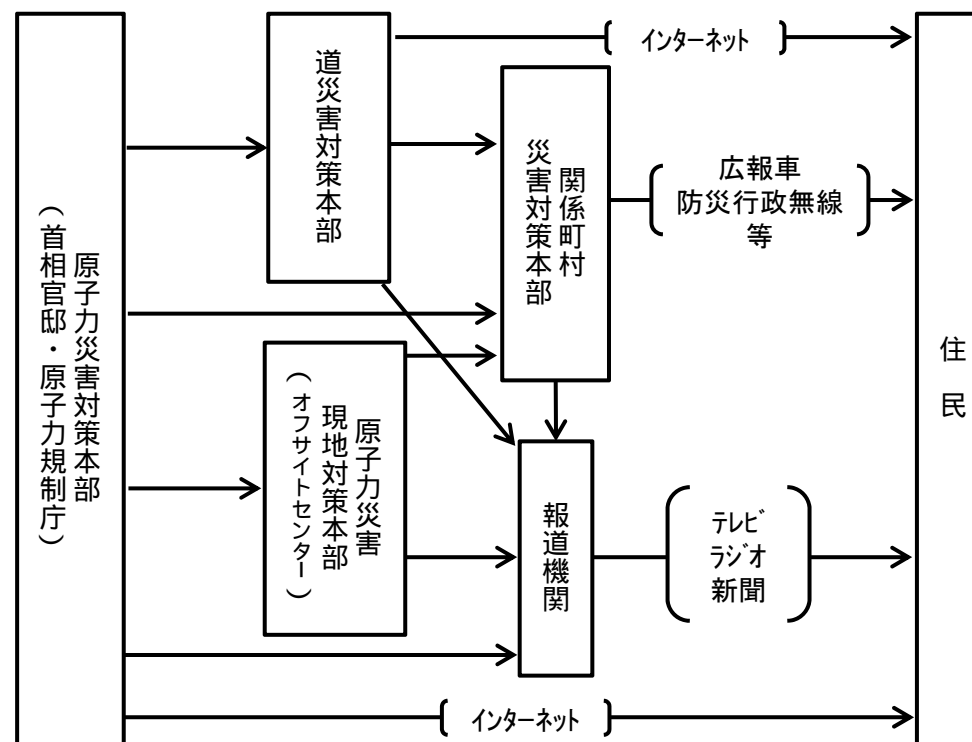 原子力災害対策本部
(首相官邸・原子力規制庁)
道災害対策本部
インターネット
関係町村
災害対策本部
広報車
防災行政無線
等
原子力災害
現地対策本部
(オフサイトセンター)
報道機関
テレビ
ラジオ
新聞
インターネット
住民